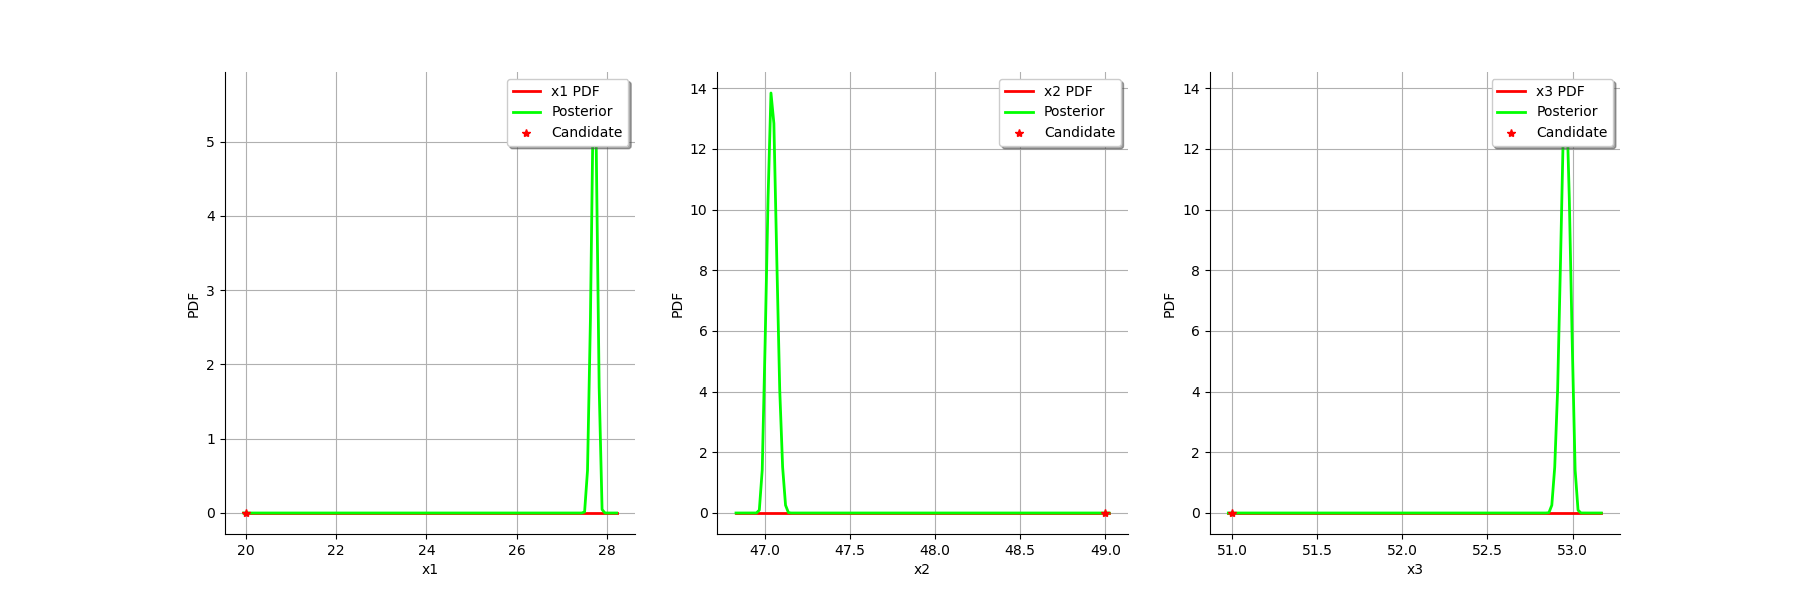 x1 PDF
Posterior
Candidate
5
4
3
2
1
0
PDF
20 22 24 26 28
x1
x2 PDF
Posterior
Candidate
14
12
10
8
6
4
2
0
PDF
47.0 47.5 48.0 48.5 49.0
x2
x3 PDF
Posterior
Candidate
14
12
10
8
6
4
2
0
PDF
51.0 51.5 52.0 52.5 53.0
x3